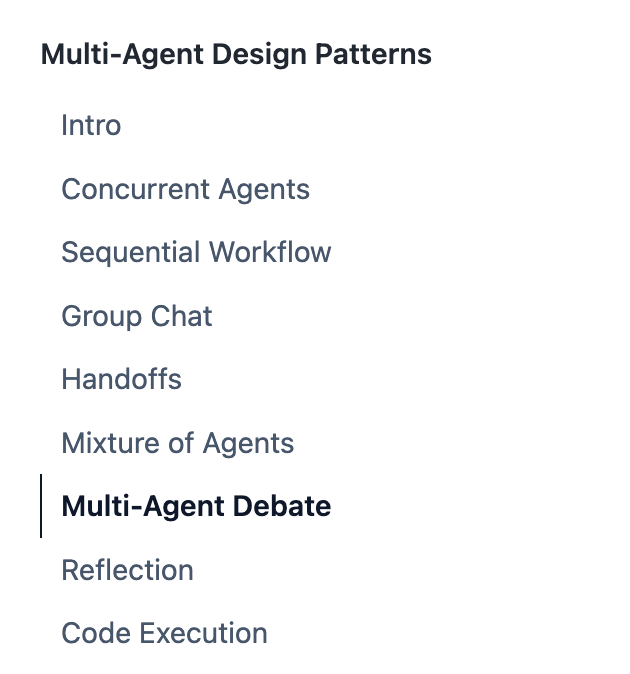 Multi-Agent Design Patterns
Intro
Concurrent Agents
Sequential Workflow
Group Chat
Handoffs
Mixture of Agents
Multi-Agent Debate
Reflection
Code Execution